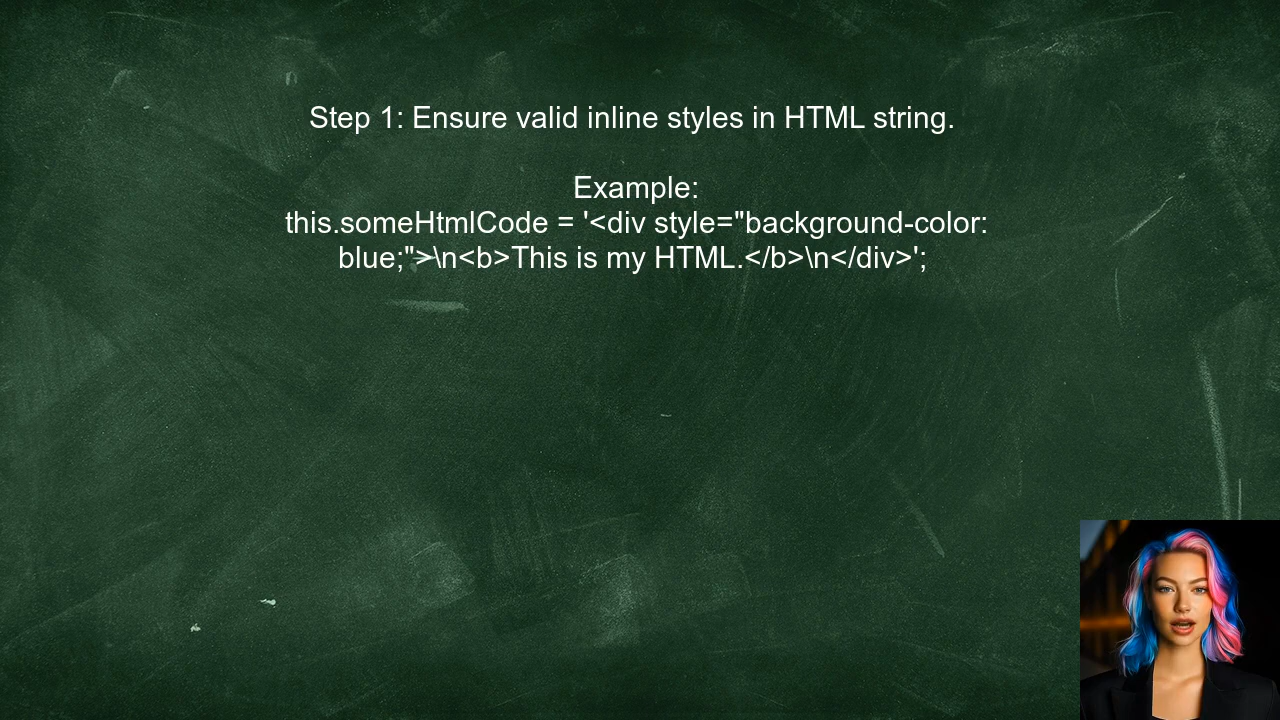 Step 1: Ensure valid inline styles in HTML string.
Example:
this.someHtmlCode = '<div style="background-color:
blue;">\n<b>This is my HTML.</b>\n</div>';